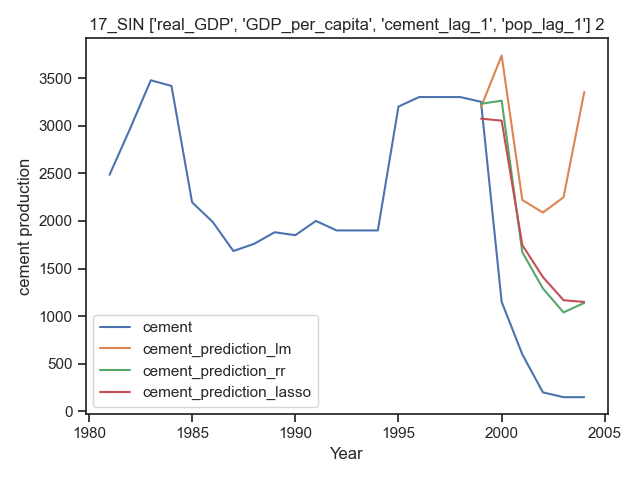 17_SIN ['real_GDP', 'GDP_per_capita', 'cement_lag_1', 'pop_lag_1'] 2
cement production
3500
3000
2500
2000
1500
1000
500
0
cement
cement_prediction_lm
cement_prediction_rr
cement_prediction_lasso
1980
1985
1990
1995
2000
2005
Year